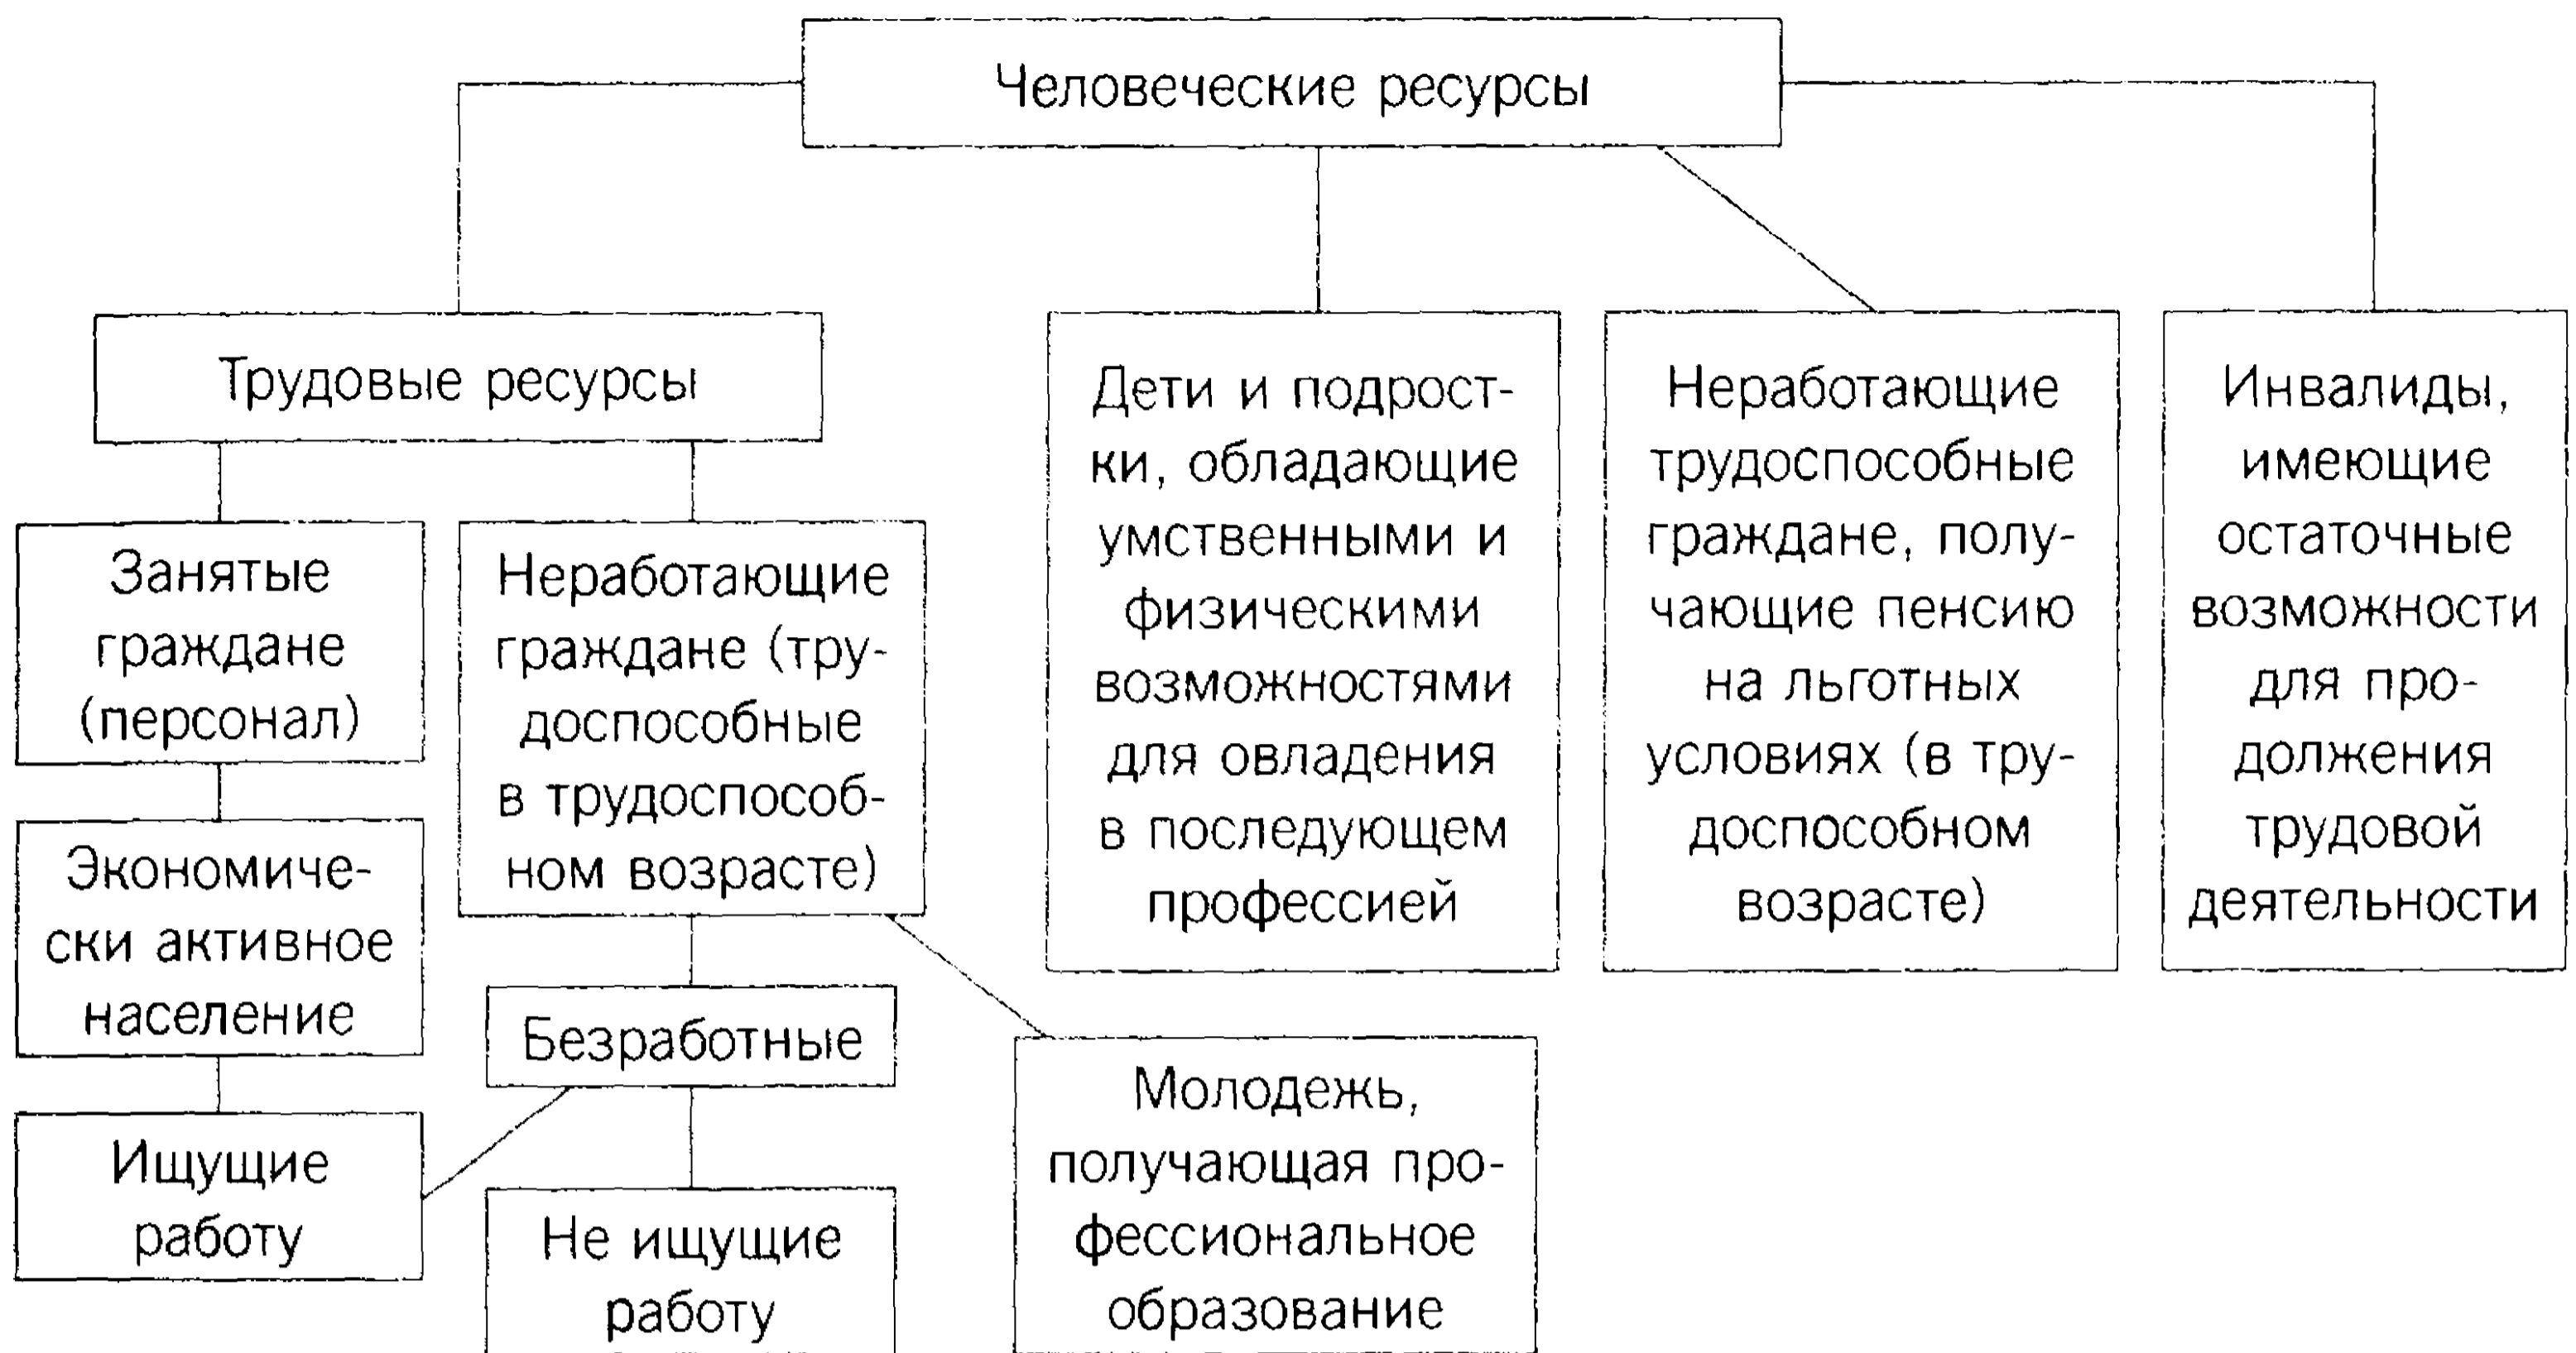 Человеческие ресурсы
Трудовые ресурсы
Занятые
граждане
(персонал)
Экономиче-
ски активное
население
Ищущие
работу
Неработающие
граждане (тру-
доспособные
в трудоспособ-
ном возрасте)
Безработные
Не ищущие
работу
Молодежь,
получающая про-
фессиональное
образование
Дети и подрост-
ки, обладающие
умственными и
физическими
возможностями
для овладения
в последующем
профессией
Неработающие
трудоспособные
граждане, полу-
чающие пенсию
на льготных
условиях (в тру-
доспособном
возрасте)
Инвалиды,
имеющие
остаточные
возможности
для про-
должения
трудовой
деятельности